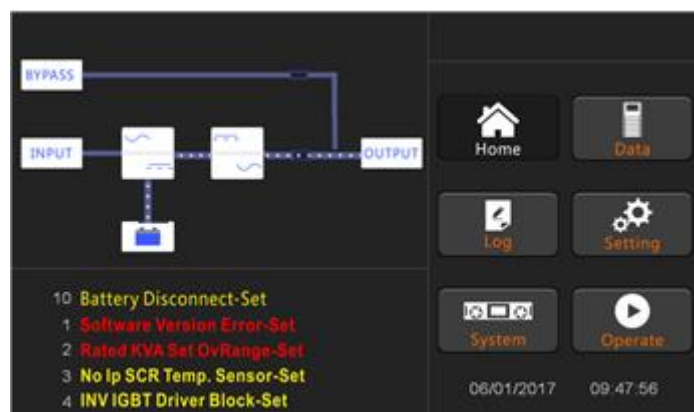 BYPASS
INPUT
OUTPUT
10 Battery Disconnect-Set
1 Software Version Error-Set
2 Rated KVA Set OvRange-Set
3 No Ip SCR Temp. Sensor-Set
4 INV IGBT Driver Block-Set
Home
Data
Log
Setting
System
Operate
06/01/2017 09:47:56